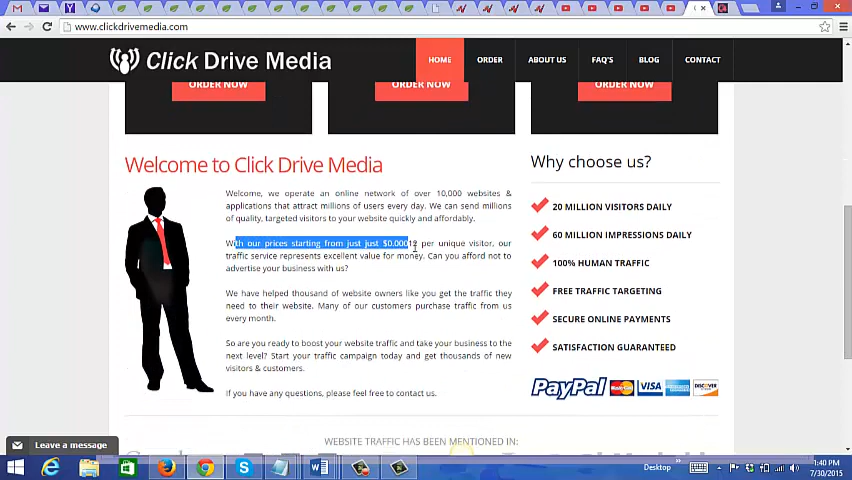 www.clickdrivemedia.com
Click Drive Media
HOME
ORDER
ABOUT US
FAQ'S
BLOG
CONTACT
ORDER NOW
ORDER NOW
ORDER NOW
Welcome to Click Drive Media
Welcome, we operate an online network of over 10,000 websites &
applications that attract millions of users every day. We can send millions
of quality, targeted visitors to your website quickly and affordably.
With our prices starting from just just $0.00012 per unique visitor, our
traffic service represents excellent value for money. Can you afford not to
advertise your business with us?
We have helped thousand of website owners like you get the traffic they
need to their website. Many of our customers purchase traffic from us
every month.
So are you ready to boost your website traffic and take your business to the
next level? Start your traffic campaign today and get thousands of new
visitors & customers.
If you have any questions, please feel free to contact us.
Why choose us?
20 MILLION VISITORS DAILY
60 MILLION IMPRESSIONS DAILY
100% HUMAN TRAFFIC
FREE TRAFFIC TARGETING
SECURE ONLINE PAYMENTS
SATISFACTION GUARANTEED
PayPal MasterCard VISA DISCOVER
WEBSITE TRAFFIC HAS BEEN MENTIONED IN:
Leave a message
Desktop
1:40 PM
7/30/2015